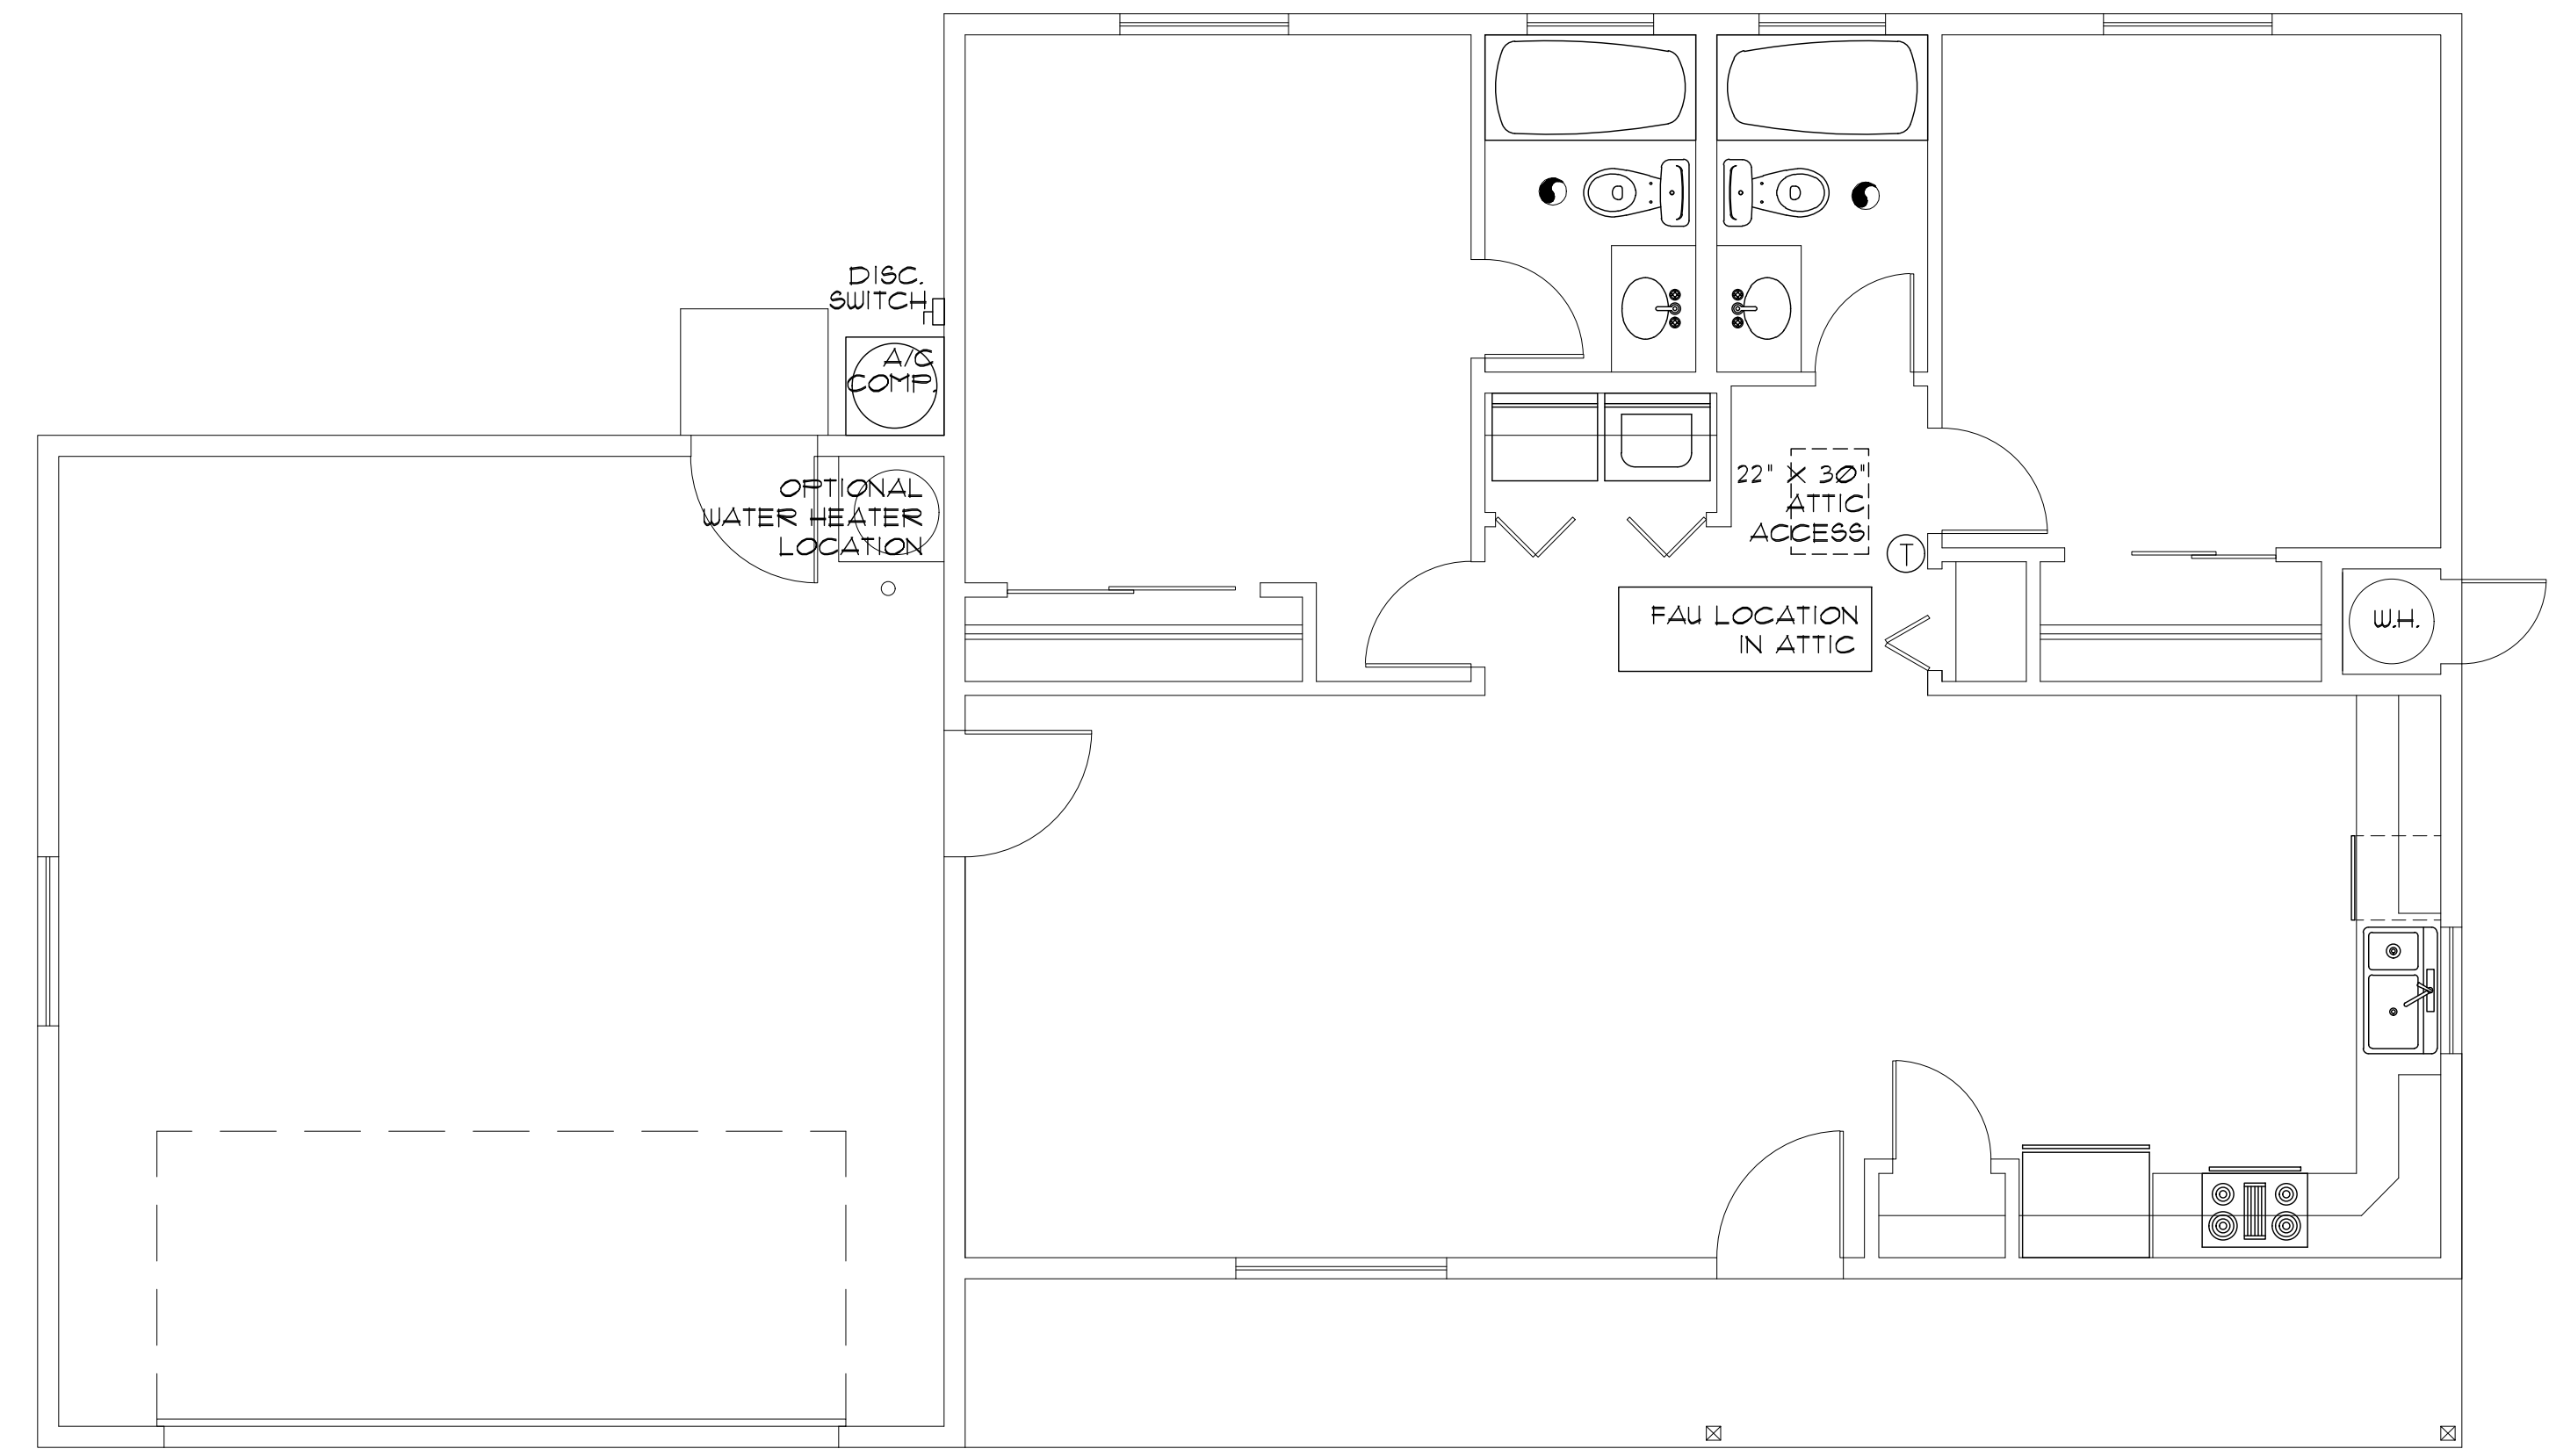 DISC.
SWITCH
A/C
COMP.
OPTIONAL
WATER HEATER
LOCATION
22" X 30"
ATTIC
ACCESS
T
FAU LOCATION
IN ATTIC
W.H.